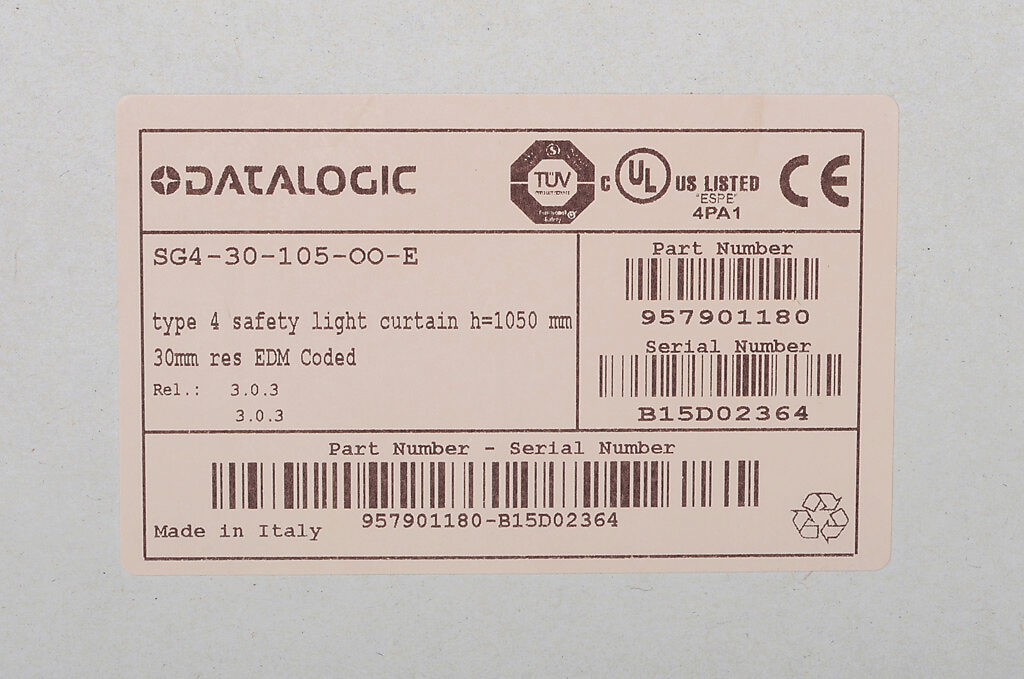 DATALOGIC
TÜV
C UL US LISTED
"ESPE"
4PA1
CE
SG4-30-105-OO-E
type 4 safety light curtain h=1050 mm
30mm res EDM Coded
Rel.: 3.0.3
3.0.3
Part Number
957901180
Serial Number
B15D02364
Part Number - Serial Number
957901180-B15D02364
Made in Italy